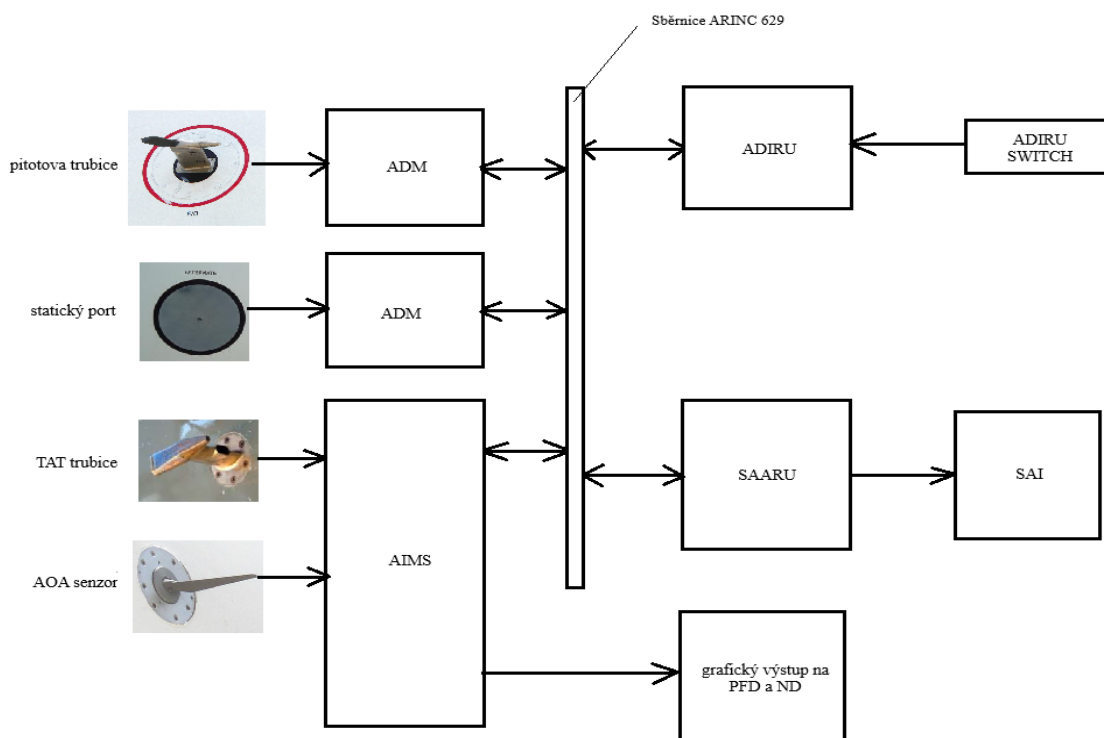 Sběrnice ARINC 629
pitotova trubice
ADM
ADIRU
ADIRU
SWITCH
statický port
ADM
TAT trubice
AOA senzor
AIMS
SAARU
SAI
grafický výstup na
PFD a ND